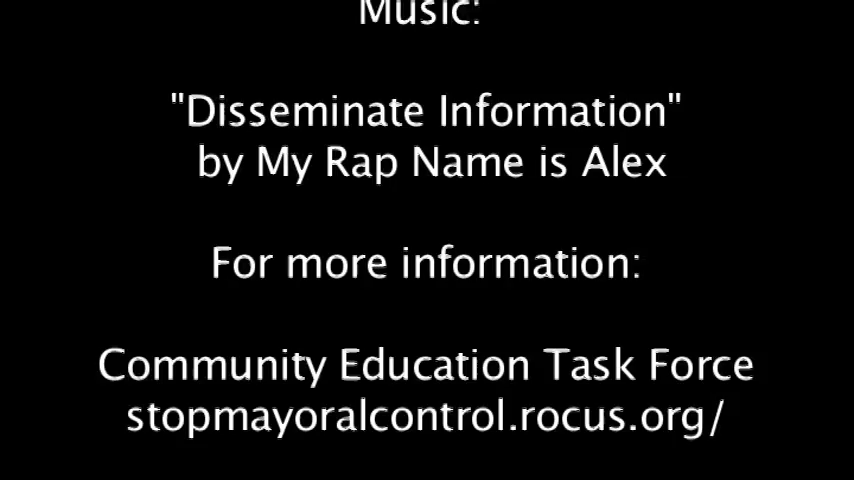 Music:
"Disseminate Information"
by My Rap Name is Alex
For more information:
Community Education Task Force
stopmayoralcontrol.rocus.org/